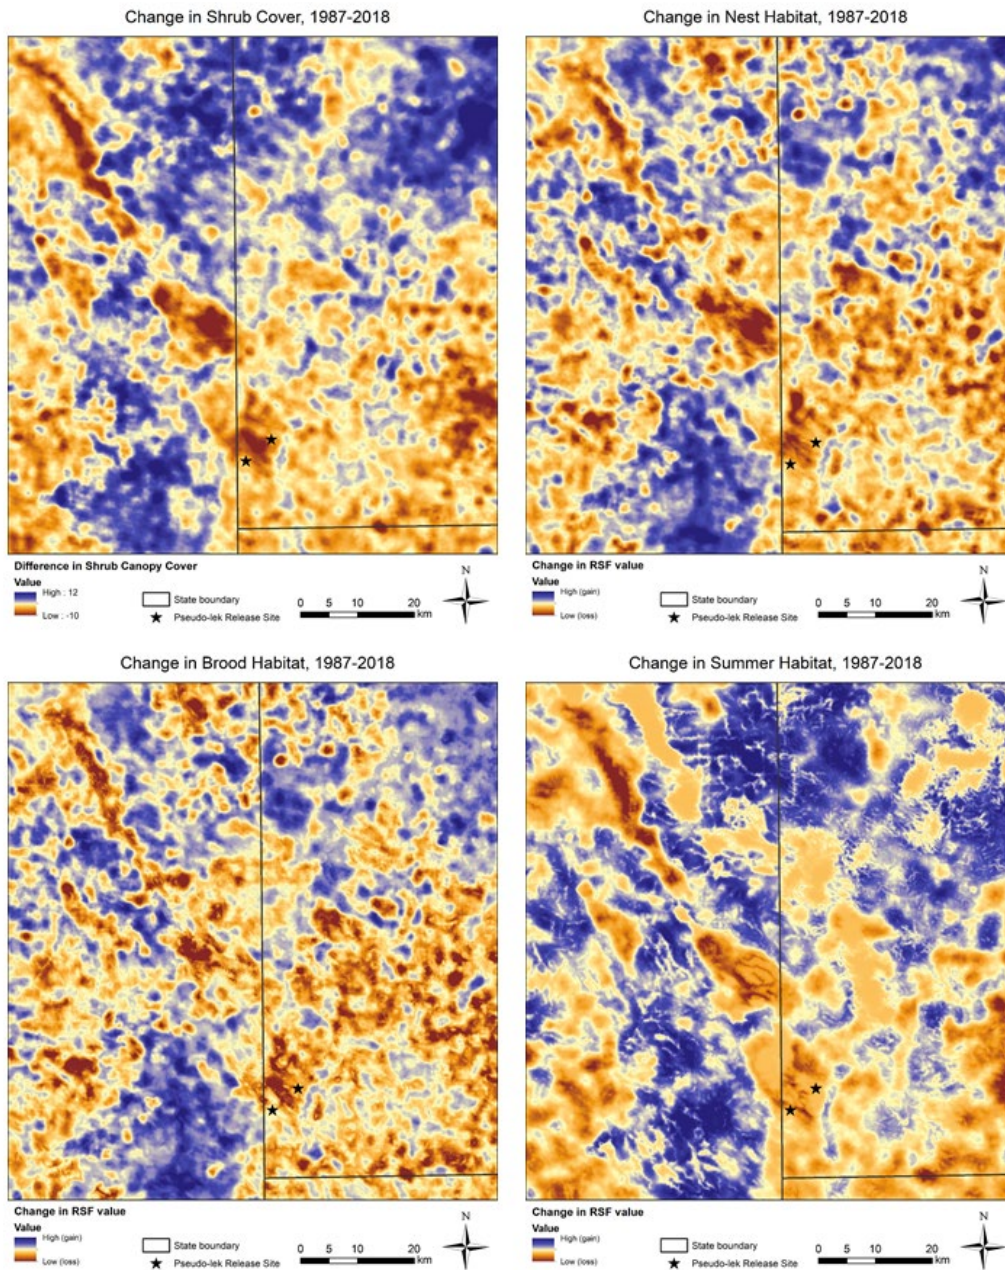 Change in Shrub Cover, 1987-2018
Difference in Shrub Canopy Cover
Value
High : 12
Low : -10
State boundary
Pseudo-lek Release Site
0 5 10 20
km
N
Change in Nest Habitat, 1987-2018
Change in RSF value
Value
High (gain)
Low (loss)
State boundary
Pseudo-lek Release Site
0 5 10 20
km
N
Change in Brood Habitat, 1987-2018
Change in RSF value
Value
High (gain)
Low (loss)
State boundary
Pseudo-lek Release Site
0 5 10 20
km
N
Change in Summer Habitat, 1987-2018
Change in RSF value
Value
High (gain)
Low (loss)
State boundary
Pseudo-lek Release Site
0 5 10 20
km
N